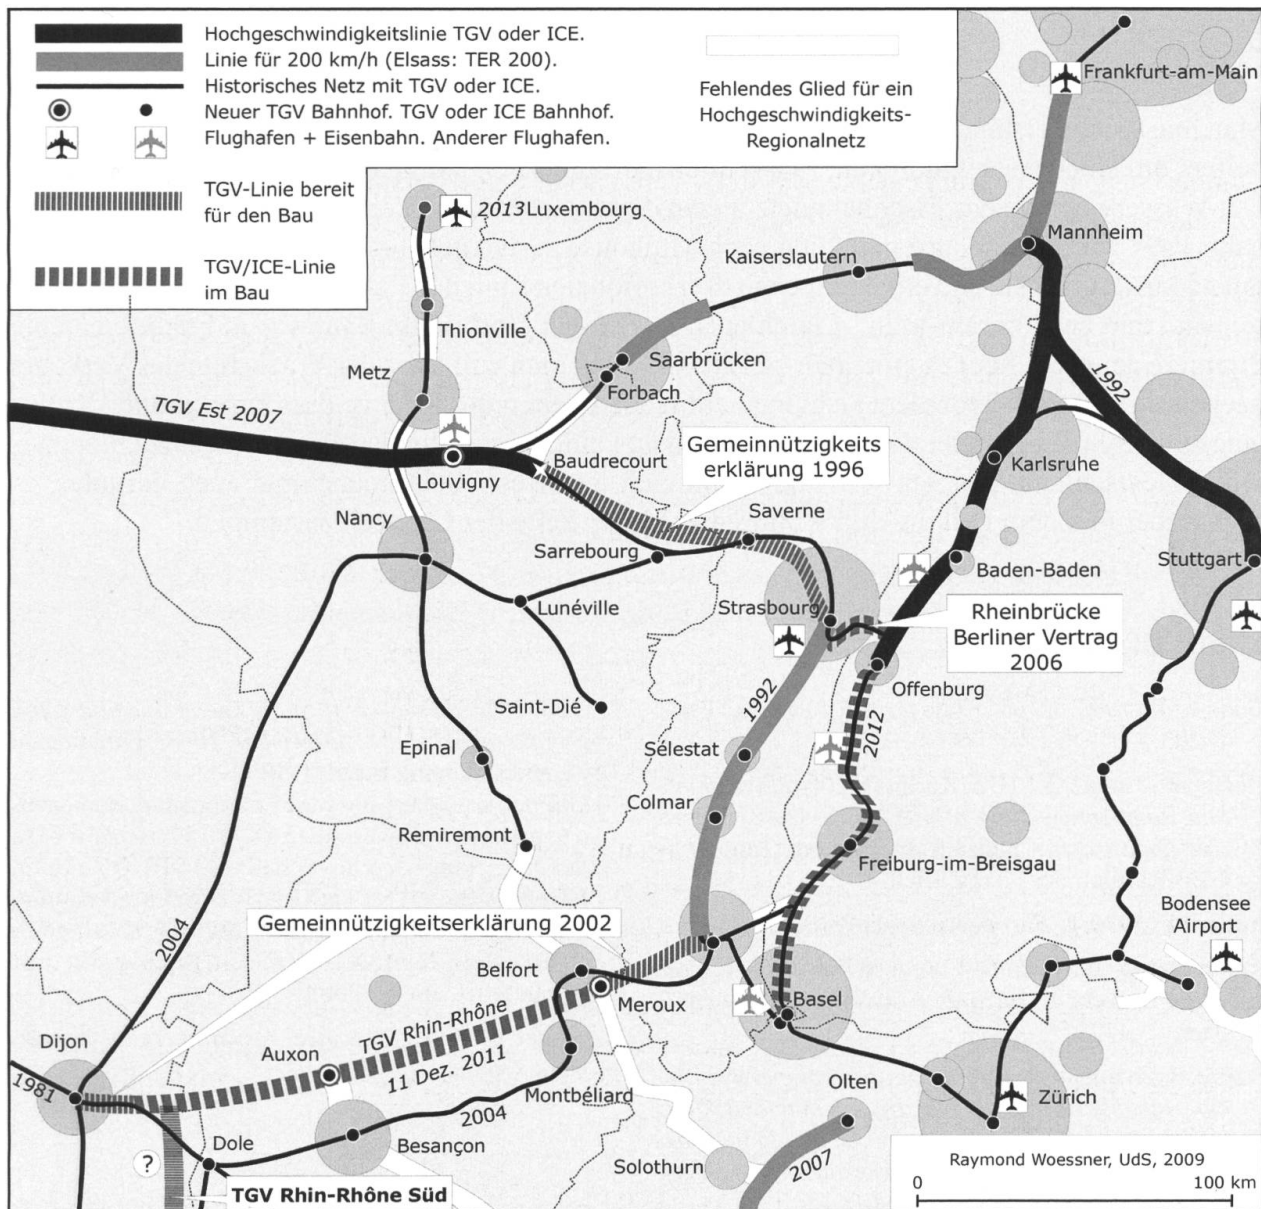 Hochgeschwindigkeitslinie TGV oder ICE.
Linie für 200 km/h (Elsass: TER 200).
Historisches Netz mit TGV oder ICE.
Neuer TGV Bahnhof. TGV oder ICE Bahnhof.
Flughafen + Eisenbahn. Anderer Flughafen.
TGV-Linie bereit
für den Bau
TGV/ICE-Linie
im Bau
Fehlendes Glied für ein
Hochgeschwindigkeits-
Regionalnetz
Frankfurt-am-Main
2013 Luxembourg
Mannheim
Kaiserslautern
Thionville
Saarbrücken
Metz
Forbach
1992
TGV Est 2007
Gemeinnützigkeits
erklärung 1996
Baudrecourt
Karlsruhe
Louvigny
Saverne
Nancy
Sarrebourg
Stuttgart
Baden-Baden
Lunéville
Strasbourg
Rheinbrücke
Berliner Vertrag
2006
Offenburg
Saint-Dié
1992
2012
Epinal
Sélestat
Colmar
Remiremont
Freiburg-im-Breisgau
Bodensee
Airport
Gemeinnützigkeitserklärung 2002
2004
Belfort
Meroux
Basel
Dijon
TGV Rhin-Rhône
11 Dez. 2011
Auxon
1981
Montbéliard
Olten
Zürich
2004
Dole
Besançon
?
Solothurn
2007
TGV Rhin-Rhône Süd
Raymond Woessner, UdS, 2009
0
100 km